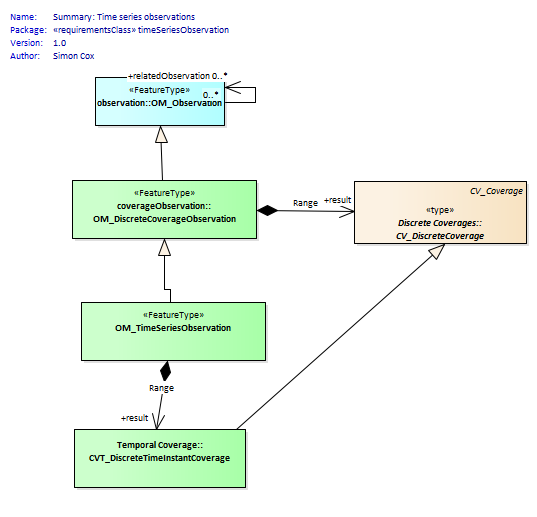 Name: Summary: Time series observations
Package: «requirementsClass» timeSeriesObservation
Version: 1.0
Author: Simon Cox
+relatedObservation 0..*
«FeatureType»
0..*
observation::OM_Observation
«FeatureType»
coverageObservation::
OM_DiscreteCoverageObservation
Range +result
CV_Coverage
«type»
Discrete Coverages::
CV_DiscreteCoverage
«FeatureType»
OM_TimeSeriesObservation
Range
+result
Temporal Coverage::
CVT_DiscreteTimeInstantCoverage